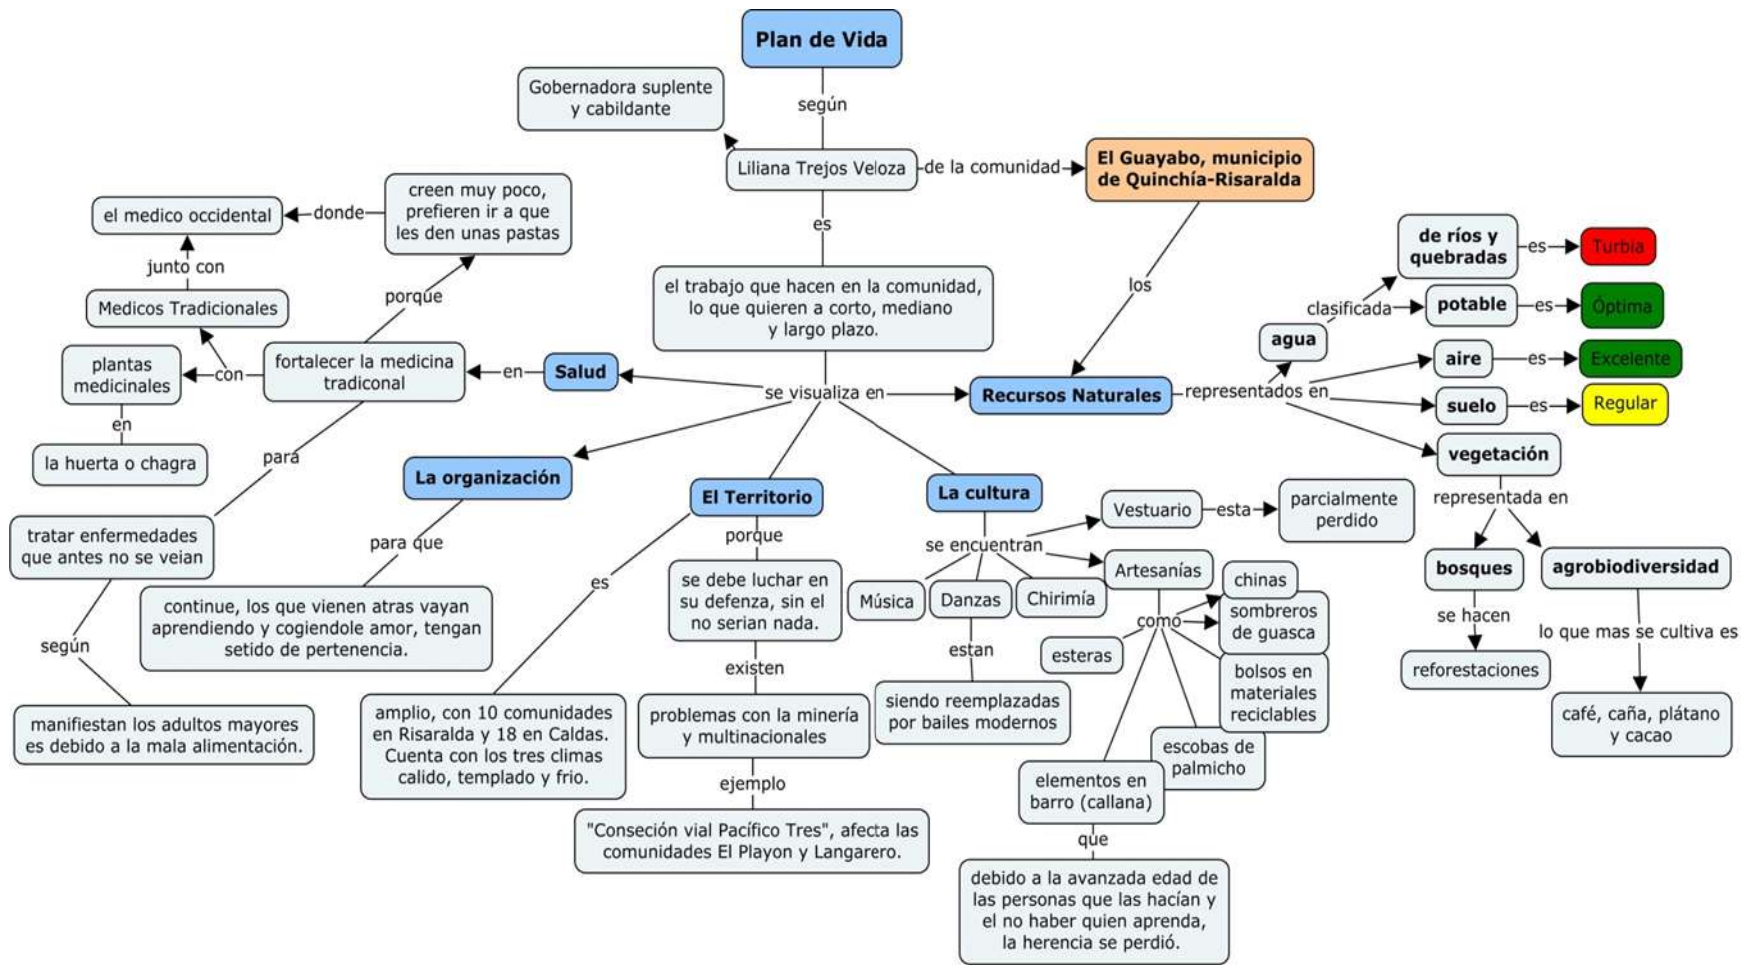 Plan de Vida
según
Gobernadora suplente
y cabildante
Liliana Trejos Veloza
de la comunidad
El Guayabo, municipio
de Quinchía-Risaralda
es
los
el trabajo que hacen en la comunidad,
lo que quieren a corto, mediano
y largo plazo.
se visualiza en
Salud
en
fortalecer la medicina
tradiconal
porque
creen muy poco,
prefieren ir a que
les den unas pastas
donde
el medico occidental
junto con
Medicos Tradicionales
con
plantas
medicinales
en
la huerta o chagra
para
tratar enfermedades
que antes no se veian
según
manifiestan los adultos mayores
es debido a la mala alimentación.
La organización
para que
continue, los que vienen atras vayan
aprendiendo y cogiendole amor, tengan
setido de pertenencia.
El Territorio
es
amplio, con 10 comunidades
en Risaralda y 18 en Caldas.
Cuenta con los tres climas
calido, templado y frio.
porque
se debe luchar en
su defenza, sin el
no serian nada.
existen
problemas con la minería
y multinacionales
ejemplo
"Conseción vial Pacífico Tres", afecta las
comunidades El Playon y Langarero.
La cultura
se encuentran
Música
Danzas
Chirimía
estan
siendo reemplazadas
por bailes modernos
Vestuario
esta
parcialmente
perdido
Artesanías
como
chinas
sombreros
de guasca
bolsos en
materiales
reciclables
escobas de
palmicho
esteras
elementos en
barro (callana)
que
debido a la avanzada edad de
las personas que las hacían y
el no haber quien aprenda,
la herencia se perdió.
Recursos Naturales
representados en
agua
clasificada
de ríos y
quebradas
es
Turbia
potable
es
Óptima
aire
es
Excelente
suelo
es
Regular
vegetación
representada en
bosques
se hacen
reforestaciones
agrobiodiversidad
lo que mas se cultiva es
café, caña, plátano
y cacao